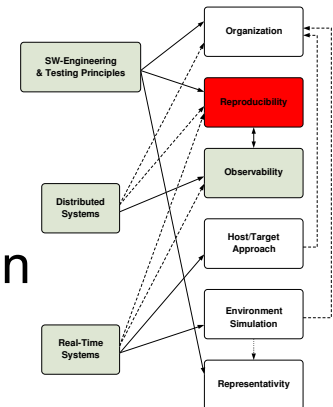 Organization
SW-Engineering
& Testing Principles
Reproducibility
Observability
Distributed
Systems
Host/Target
Approach
n
Environment
Simulation
Real-Time
Systems
Representativity